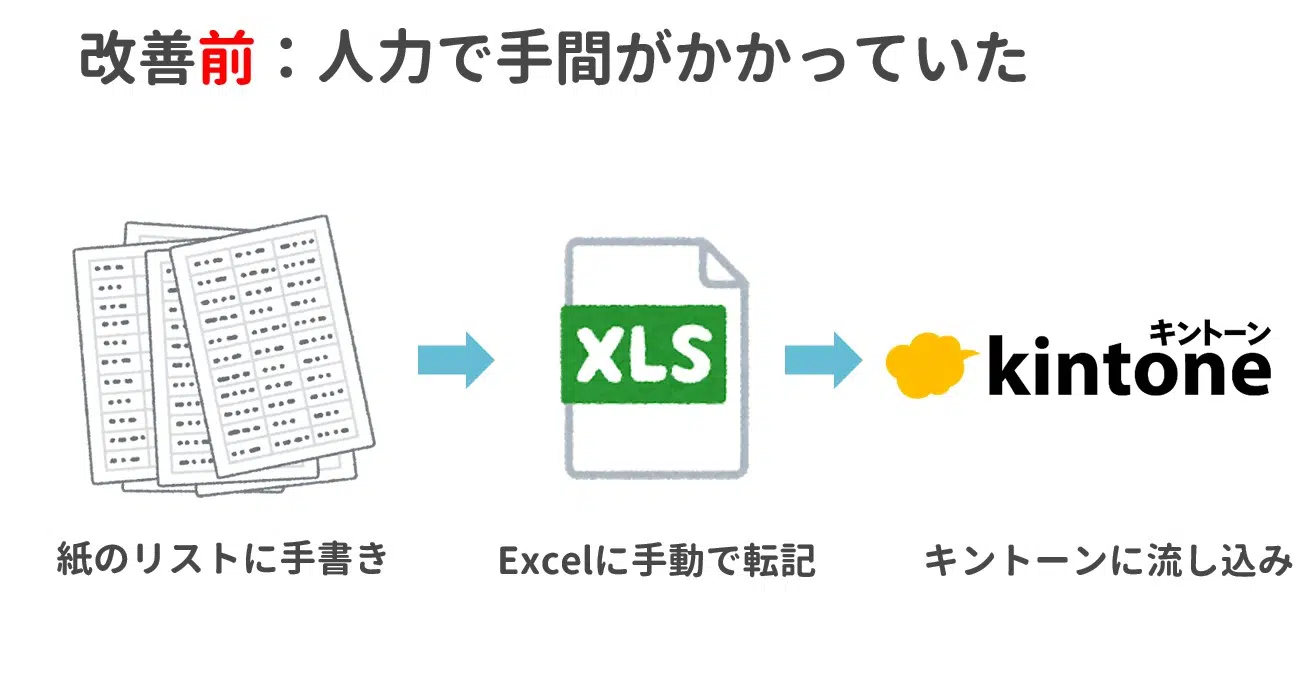 改善前：人力で手間がかかっていた
XLS
キントーン
kintone
紙のリストに手書き
Excelに手動で転記
キントーンに流し込み